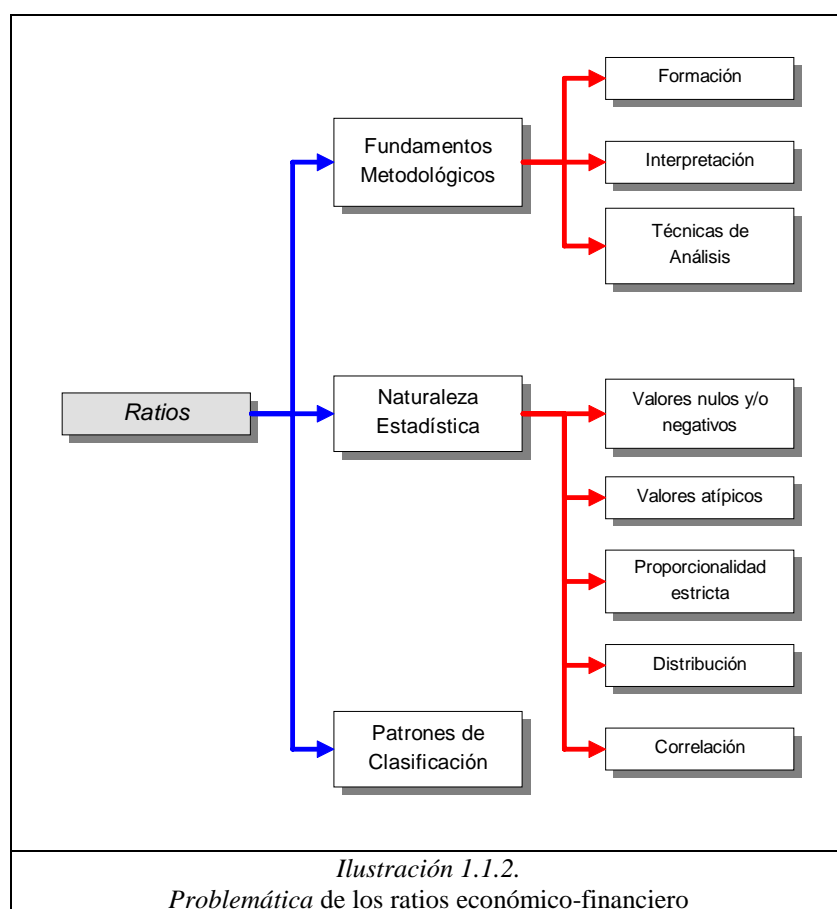 Formación
Fundamentos
Metodológicos
Interpretación
Técnicas de
Análisis
Ratios
Naturaleza
Estadística
Valores nulos y/o
negativos
Valores atípicos
Proporcionalidad
estricta
Distribución
Patrones de
Clasificación
Correlación
Ilustración 1.1.2.
Problemática de los ratios económico-financiero